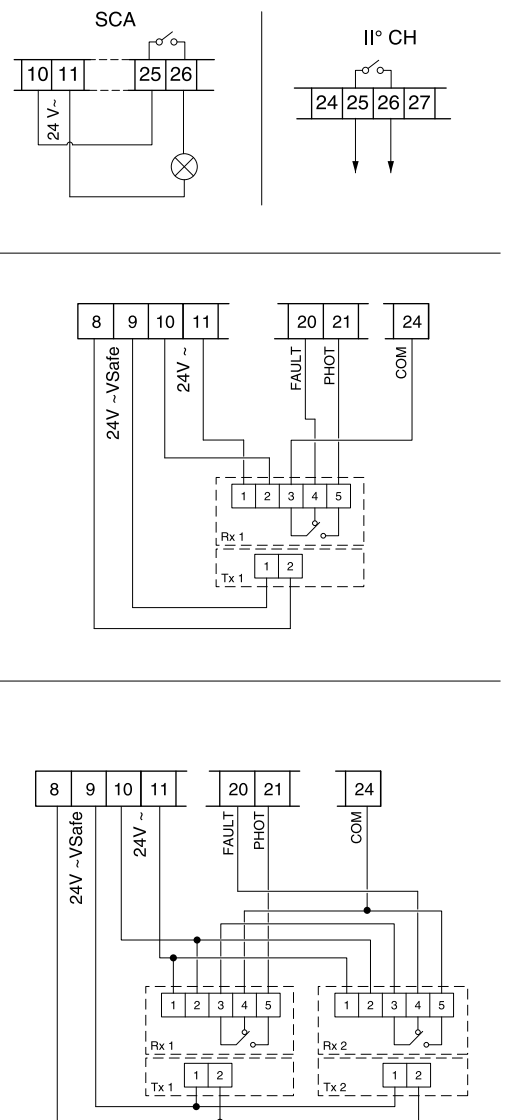 SCA
10 11 25 26
24 V~
II° CH
24 25 26 27
8 9 10 11 20 21 24
24V ~VSafe
24V ~
FAULT
PHOT
COM
1 2 3 4 5
Rx 1
1 2
Tx 1
8 9 10 11 20 21 24
24V ~VSafe
24V ~
FAULT
PHOT
COM
1 2 3 4 5 1 2 3 4 5
Rx 1 Rx 2
1 2 1 2
Tx 1 Tx 2